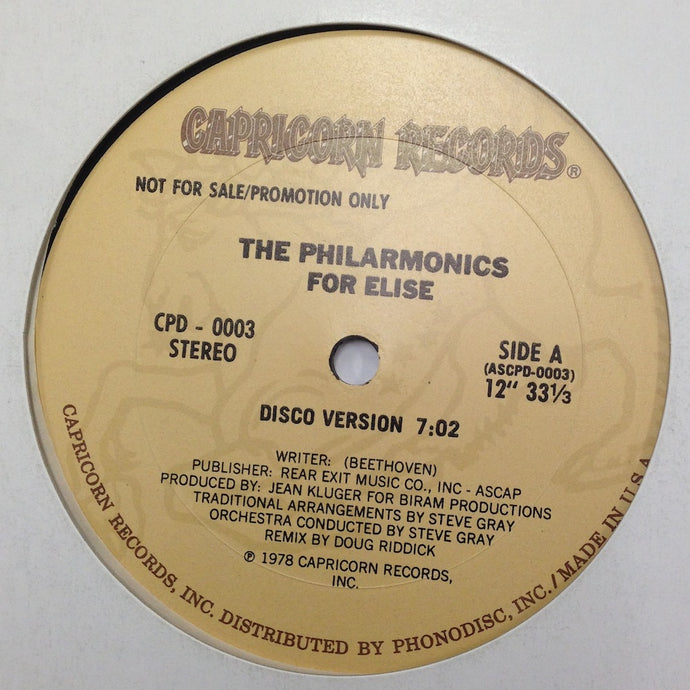 CAPRICORN RECORDS®
NOT FOR SALE/PROMOTION ONLY
THE PHILARMONICS
FOR ELISE
CPD - 0003
STEREO
SIDE A
(ASCPD-0003)
12" 33⅓
DISCO VERSION 7:02
WRITER: (BEETHOVEN)
PUBLISHER: REAR EXIT MUSIC CO., INC - ASCAP
PRODUCED BY: JEAN KLUGER FOR BIRAM PRODUCTIONS
TRADITIONAL ARRANGEMENTS BY STEVE GRAY
ORCHESTRA CONDUCTED BY STEVE GRAY
REMIX BY DOUG RIDDICK
℗ 1978 CAPRICORN RECORDS,
INC.
CAPRICORN RECORDS, INC. DISTRIBUTED BY PHONODISC, INC./MADE IN U.S.A.